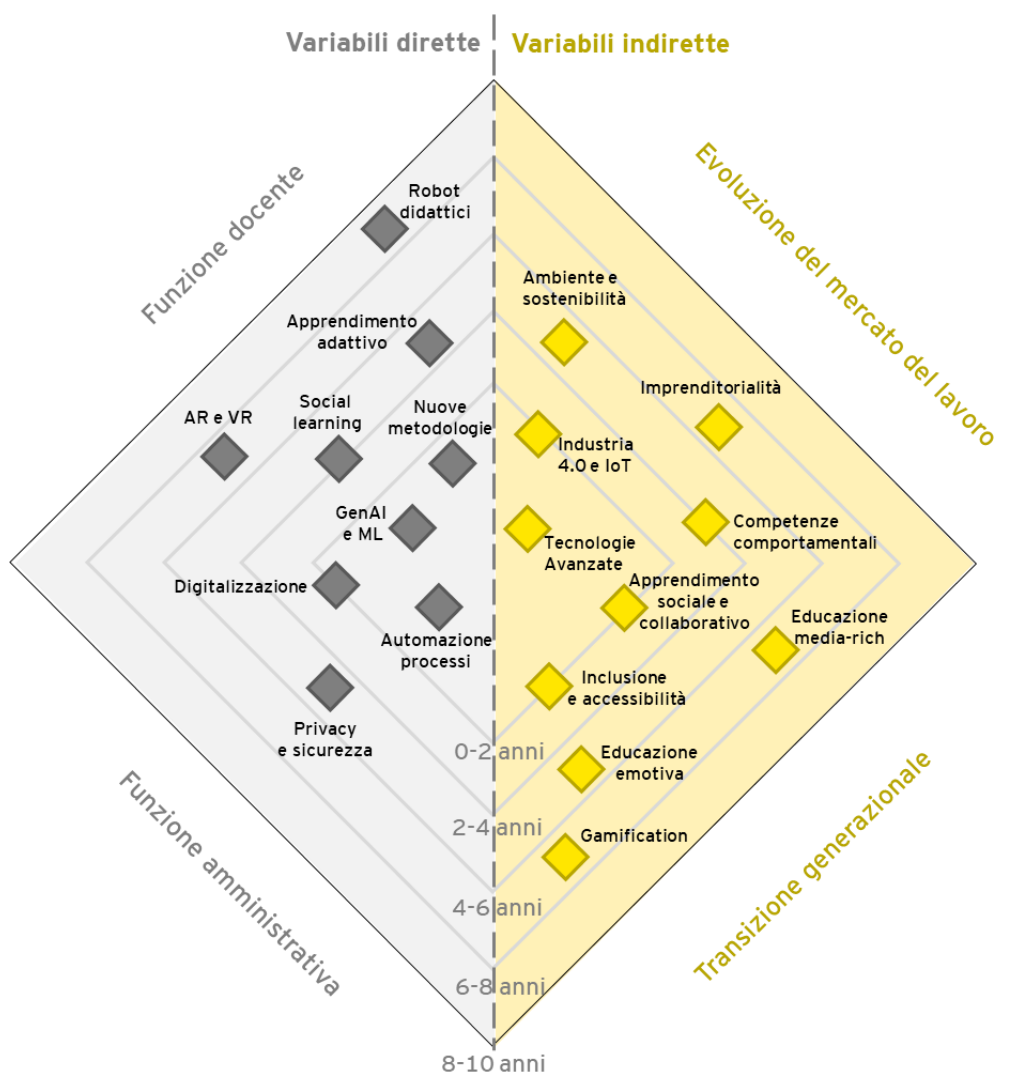 Variabili dirette
Variabili indirette
Funzione docente
Evoluzione del mercato del lavoro
Robot
didattici
Ambiente e
sostenibilità
Apprendimento
adattivo
Imprenditorialità
AR e VR
Social
learning
Nuove
metodologie
Industria
4.0 e IoT
GenAI
e ML
Tecnologie
Avanzate
Competenze
comportamentali
Digitalizzazione
Apprendimento
sociale e
collaborativo
Automazione
processi
Educazione
media-rich
Inclusione
e accessibilità
Privacy
e sicurezza
0-2 anni
Educazione
emotiva
2-4 anni
Gamification
4-6 anni
6-8 anni
8-10 anni
Funzione amministrativa
Transizione generazionale